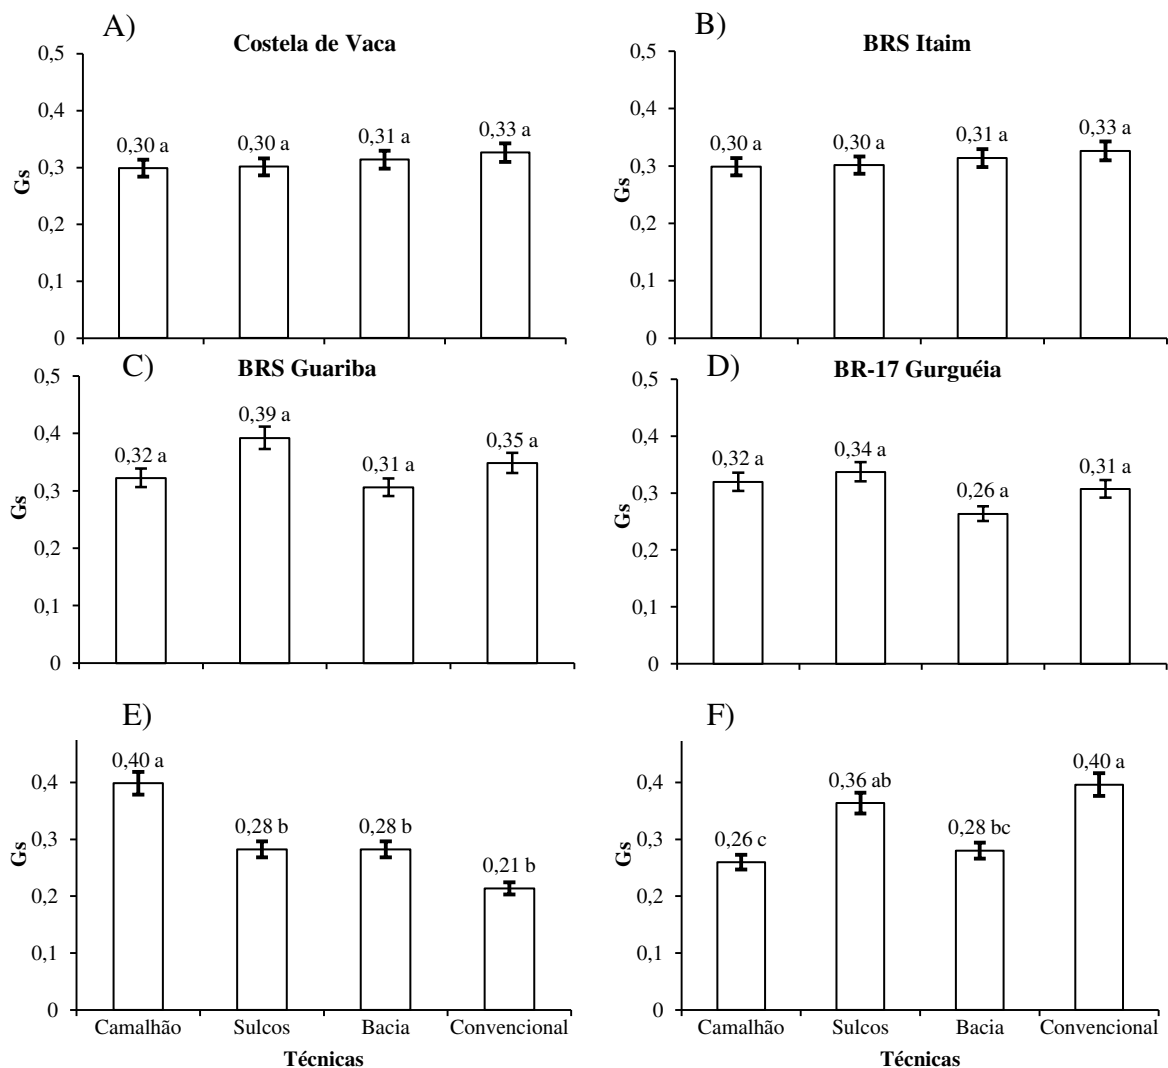 A)
Costela de Vaca
0,5
0,4
0,3
0,2
0,1
0
Gs
0,30 a
0,30 a
0,31 a
0,33 a
B)
BRS Itaim
0,5
0,4
0,3
0,2
0,1
0
Gs
0,30 a
0,30 a
0,31 a
0,33 a
C)
BRS Guariba
0,5
0,4
0,3
0,2
0,1
0
Gs
0,32 a
0,39 a
0,31 a
0,35 a
D)
BR-17 Gurguéia
0,5
0,4
0,3
0,2
0,1
0
Gs
0,32 a
0,34 a
0,26 a
0,31 a
E)
0,4
0,3
0,2
0,1
0
Gs
0,40 a
0,28 b
0,28 b
0,21 b
Camalhão Sulcos Bacia Convencional
Técnicas
F)
0,4
0,3
0,2
0,1
0
Gs
0,26 c
0,36 ab
0,28 bc
0,40 a
Camalhão Sulcos Bacia Convencional
Técnicas